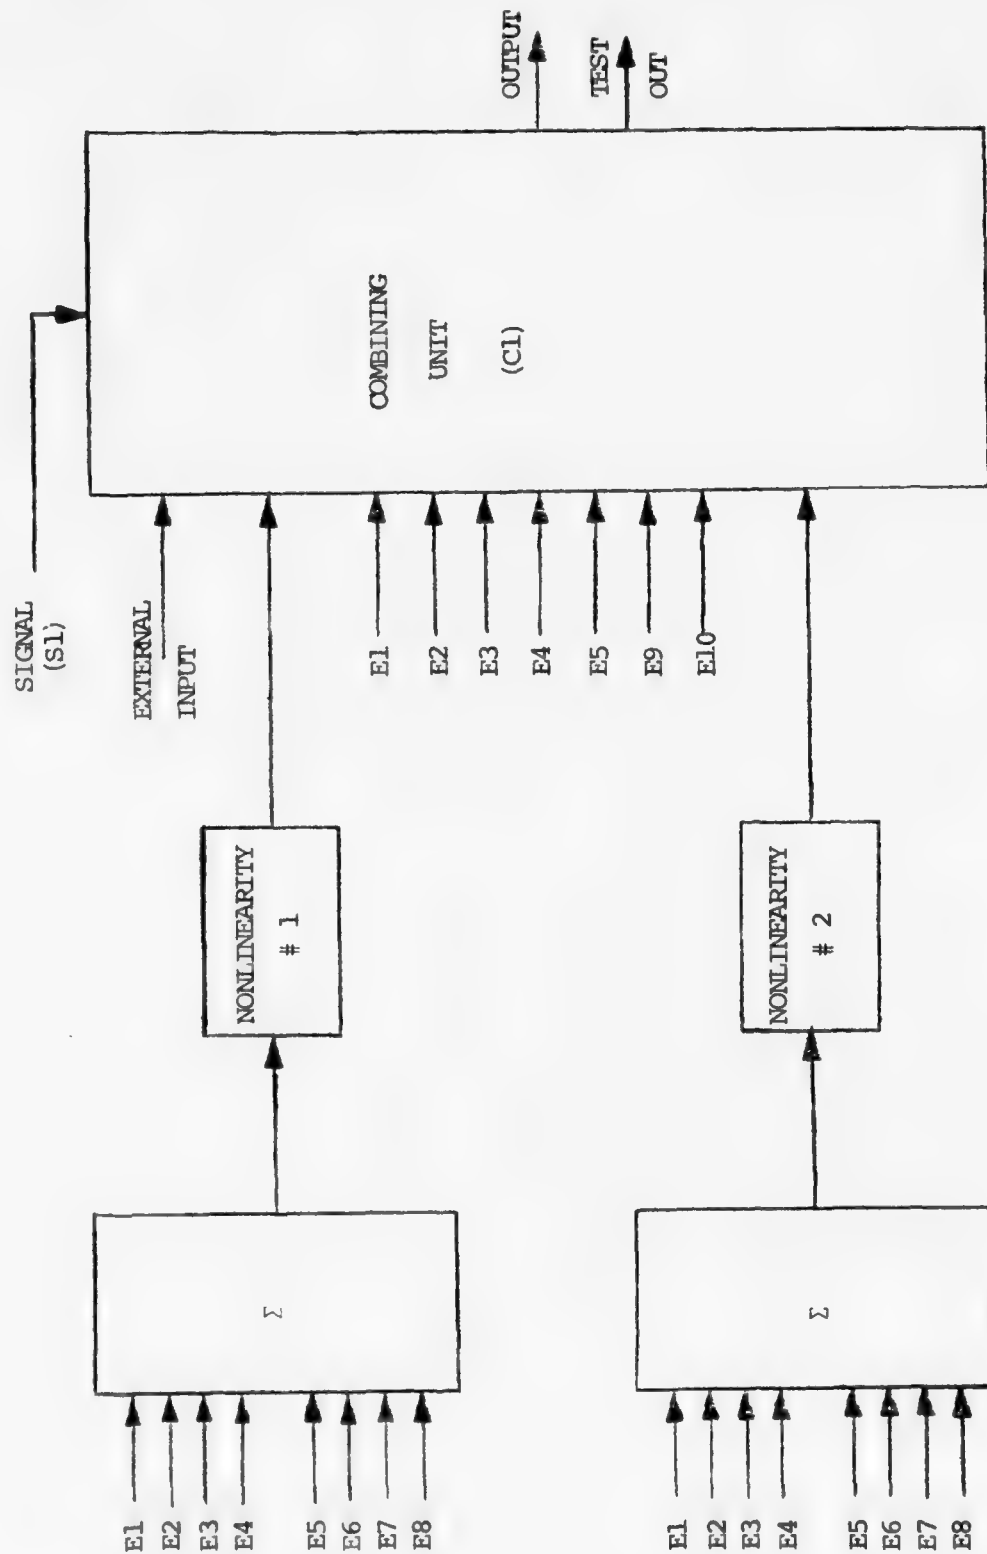 SIGNAL
(S1)
EXTERNAL
INPUT
E1
E2
E3
E4
E5
E9
E10
COMBINING
UNIT
(C1)
OUTPUT
TEST
OUT
NONLINEARITY
# 1
NONLINEARITY
# 2
Σ
E1
E2
E3
E4
E5
E6
E7
E8
Σ
E1
E2
E3
E4
E5
E6
E7
E8